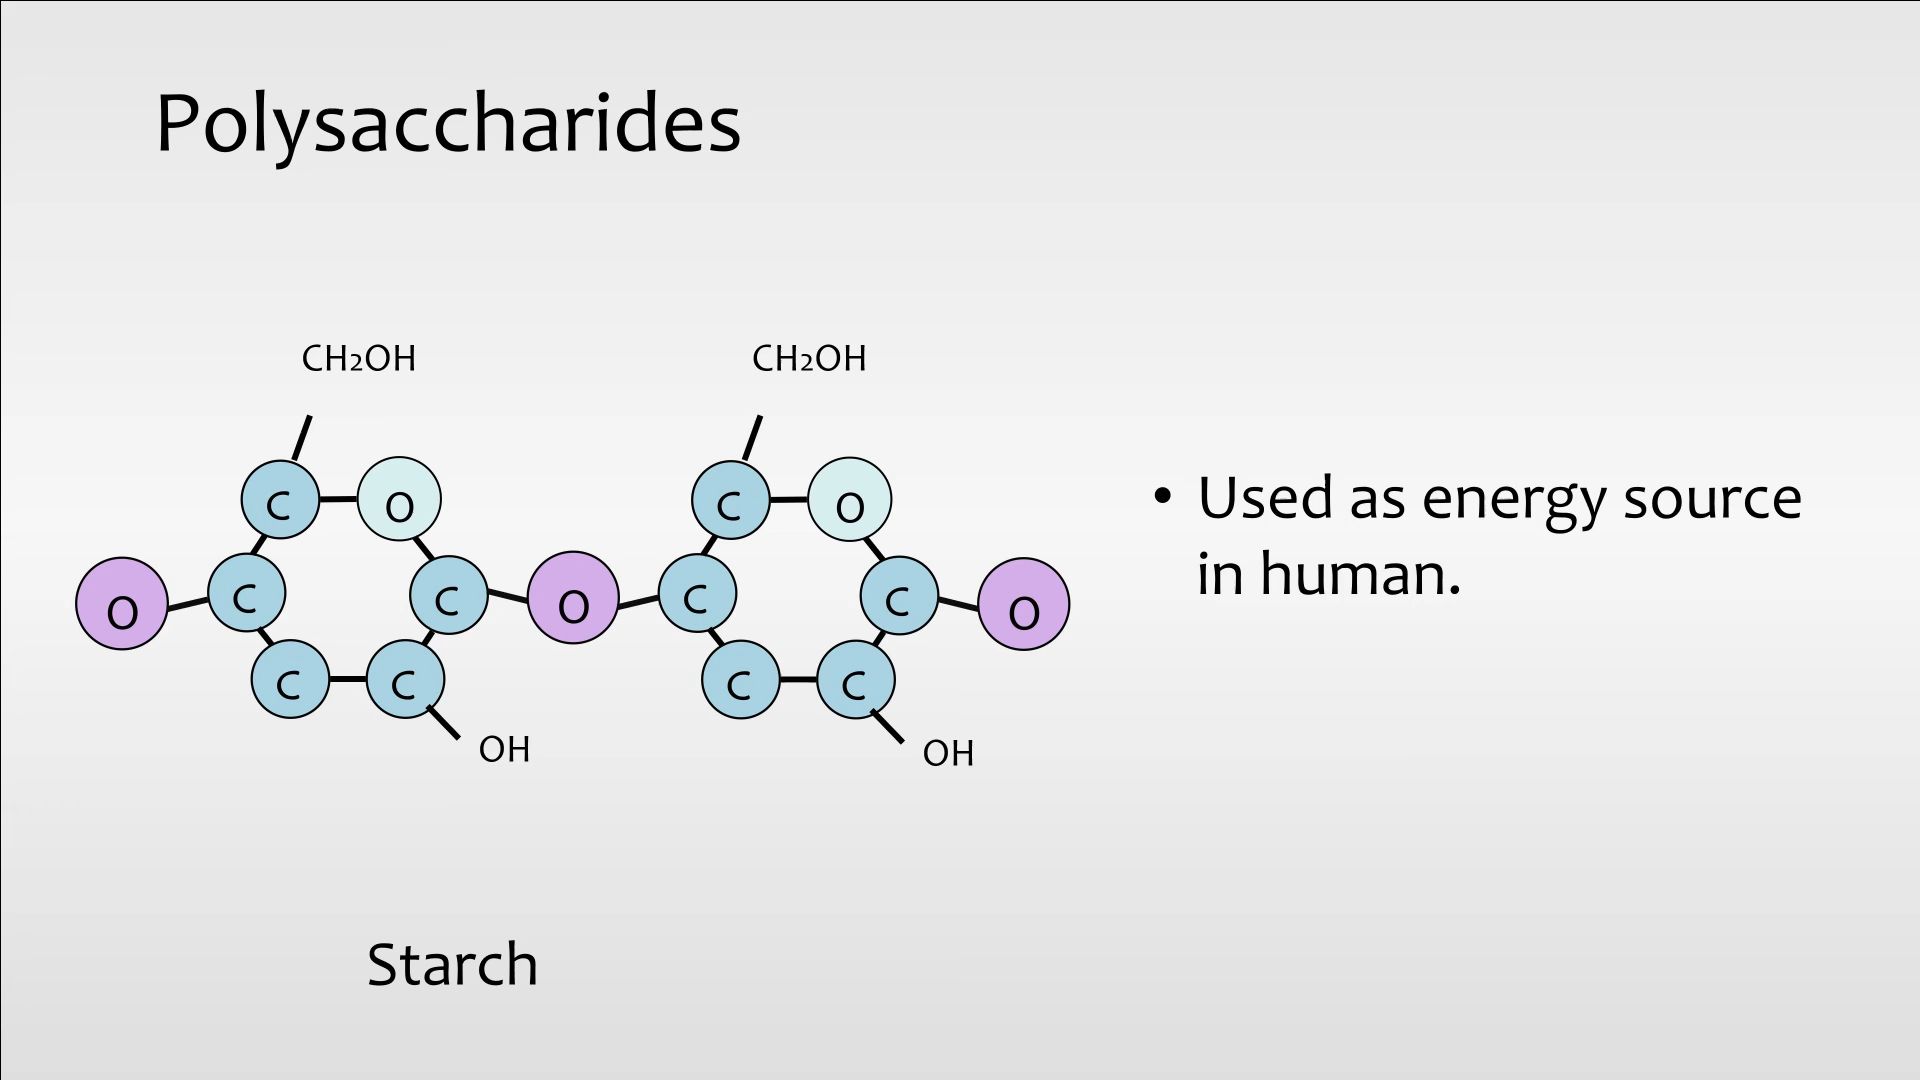 Polysaccharides
CH₂OH CH₂OH
C O C O
O C C O C C O
C C C C
OH OH
• Used as energy source
in human.
Starch